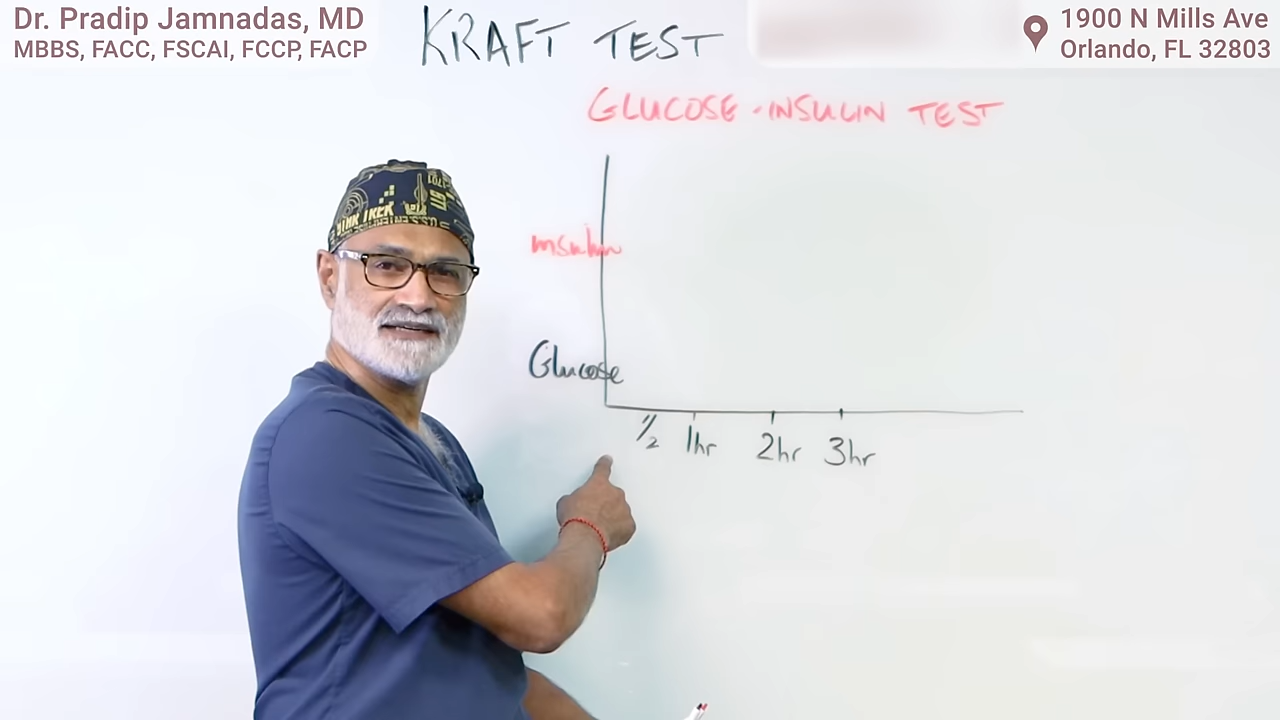 Dr. Pradip Jamnadas, MD
MBBS, FACC, FSCAI, FCCP, FACP
1900 N Mills Ave
Orlando, FL 32803
KRAFT TEST
GLUCOSE-INSULIN TEST
insulin
Glucose
1/2 1hr 2hr 3hr